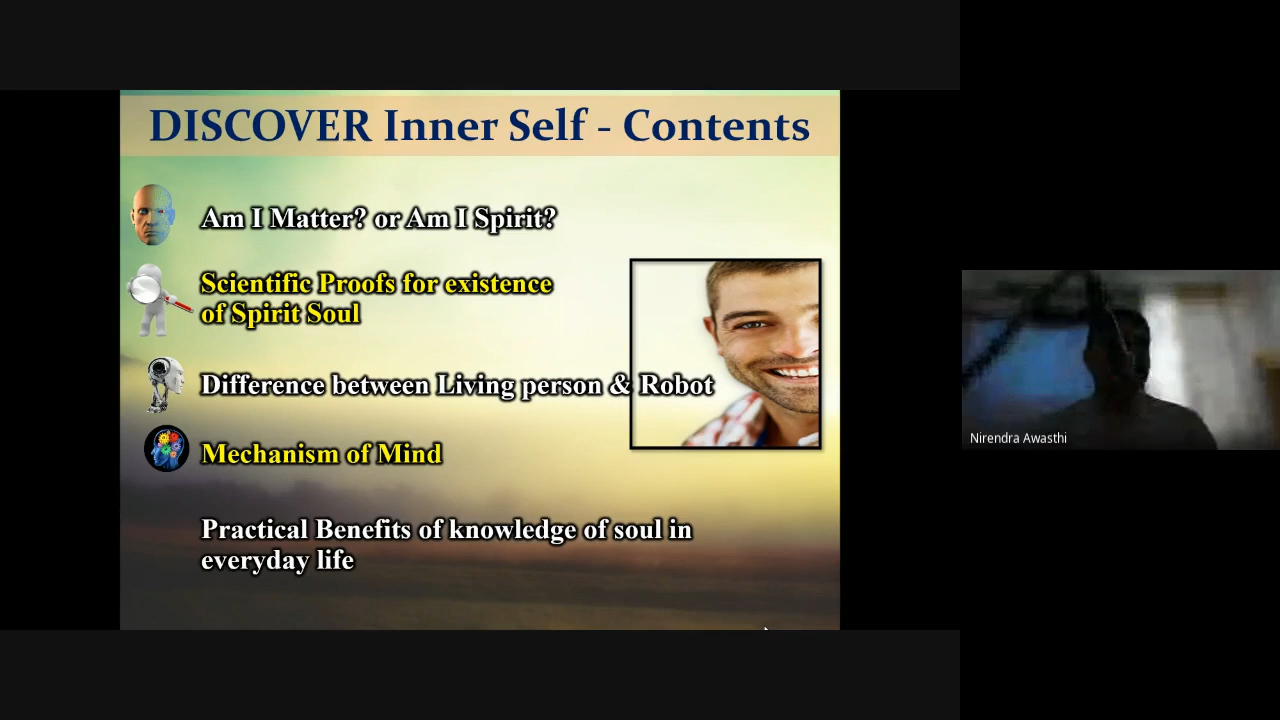 DISCOVER Inner Self - Contents
Am I Matter? or Am I Spirit?
Scientific Proofs for existence
of Spirit Soul
Difference between Living person & Robot
Mechanism of Mind
Practical Benefits of knowledge of soul in
everyday life
Nirendra Awasthi